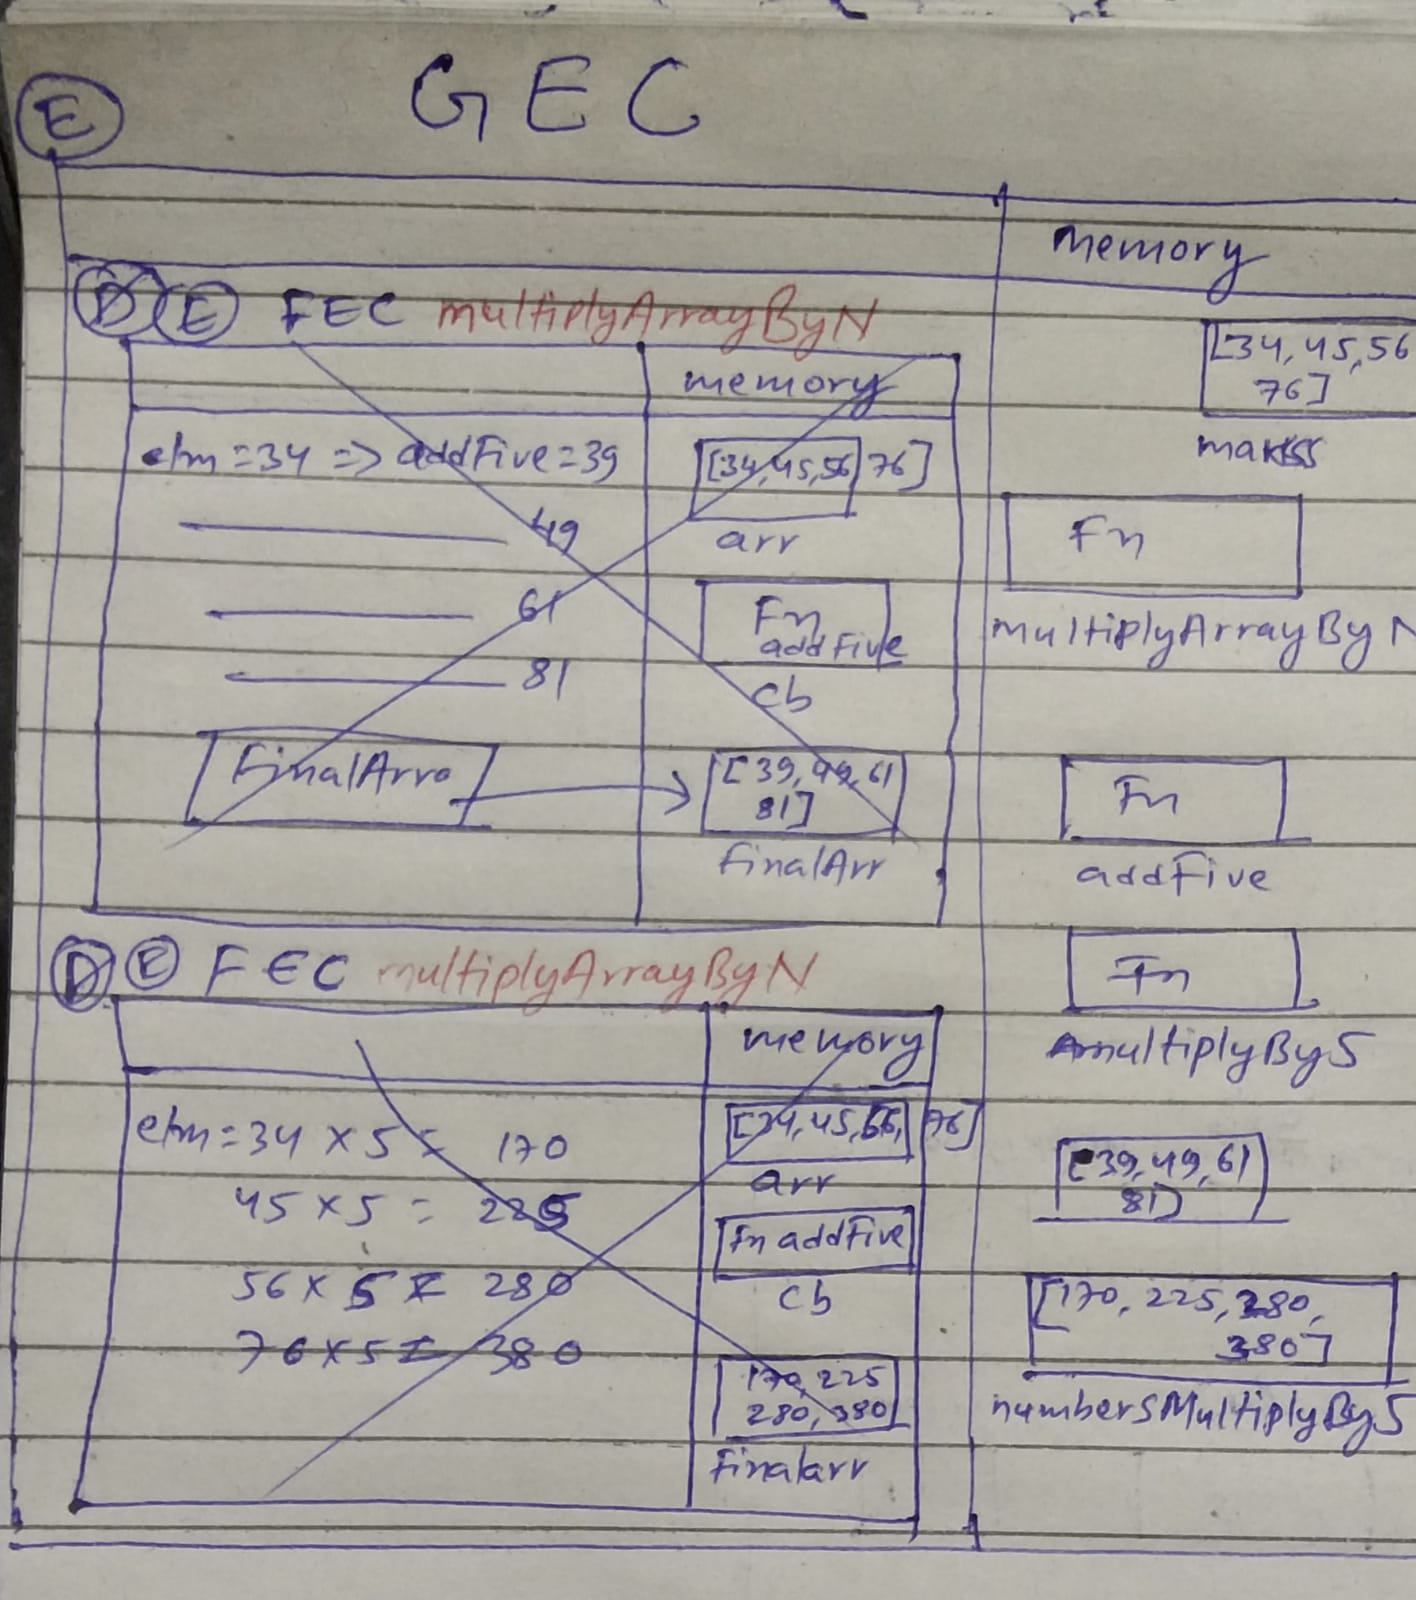 GEC
E
memory
D E FEC multiplyArrayByN
memory
elm = 34 => addFive = 39
[34, 45, 56, 76]
arr
49
61
81
Fn
addFive
cb
FinalArra
[39, 49, 61
81]
finalArr
D E FEC multiplyArrayByN
memory
elm = 34 x 5 = 170
45 x 5 = 225
56 x 5 = 280
76 x 5 = 380
[34, 45, 56, 76]
arr
Fn addFive
cb
170, 225
280, 380
finalarr
[34, 45, 56
76]
Fn
multiplyArrayByN
Fn
addFive
Fn
multiplyBy5
[39, 49, 61
81]
[170, 225, 280,
380]
numbersMultiplyBy5